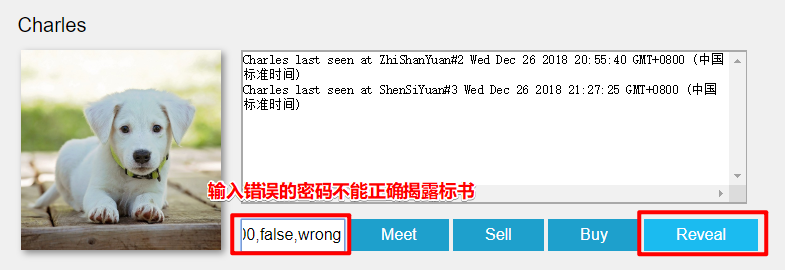 Charles
Charles last seen at ZhiShanYuan#2 Wed Dec 26 2018 20:55:40 GMT+0800 (中国
标准时间)
Charles last seen at ShenSiYuan#3 Wed Dec 26 2018 21:27:25 GMT+0800 (中国
标准时间)
输入错误的密码不能正确揭露标书
00,false,wrong
Meet
Sell
Buy
Reveal